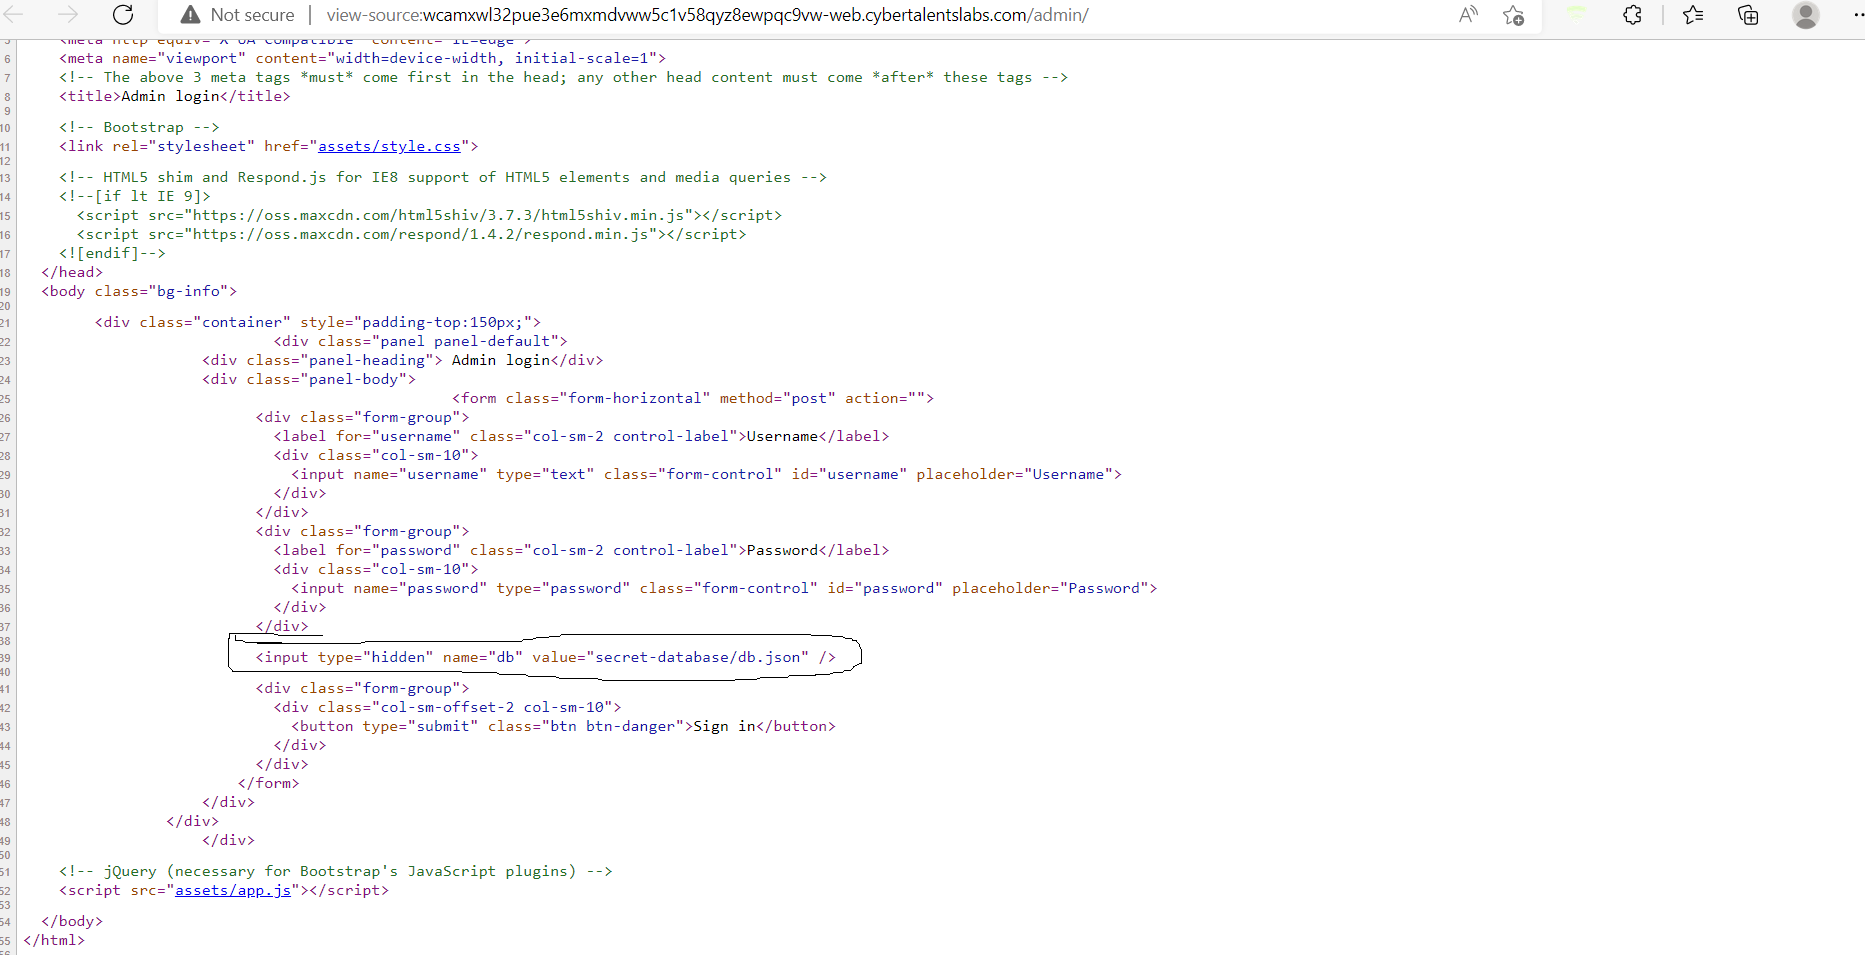 Not secure | view-source:wcamxwl32pue3e6mxmdvww5c1v58qyz8ewpqc9vw-web.cybertalentslabs.com/admin/
5 <meta http-equiv="X-UA-Compatible" content="IE=edge">
6 <meta name="viewport" content="width=device-width, initial-scale=1">
7 <!-- The above 3 meta tags *must* come first in the head; any other head content must come *after* these tags -->
8 <title>Admin login</title>
9
10 <!-- Bootstrap -->
11 <link rel="stylesheet" href="assets/style.css">
12
13 <!-- HTML5 shim and Respond.js for IE8 support of HTML5 elements and media queries -->
14 <!--[if lt IE 9]>
15 <script src="https://oss.maxcdn.com/html5shiv/3.7.3/html5shiv.min.js"></script>
16 <script src="https://oss.maxcdn.com/respond/1.4.2/respond.min.js"></script>
17 <![endif]-->
18 </head>
19 <body class="bg-info">
20
21 <div class="container" style="padding-top:150px;">
22 <div class="panel panel-default">
23 <div class="panel-heading"> Admin login</div>
24 <div class="panel-body">
25 <form class="form-horizontal" method="post" action="">
26 <div class="form-group">
27 <label for="username" class="col-sm-2 control-label">Username</label>
28 <div class="col-sm-10">
29 <input name="username" type="text" class="form-control" id="username" placeholder="Username">
30 </div>
31 </div>
32 <div class="form-group">
33 <label for="password" class="col-sm-2 control-label">Password</label>
34 <div class="col-sm-10">
35 <input name="password" type="password" class="form-control" id="password" placeholder="Password">
36 </div>
37 </div>
38
39 <input type="hidden" name="db" value="secret-database/db.json" />
40
41 <div class="form-group">
42 <div class="col-sm-offset-2 col-sm-10">
43 <button type="submit" class="btn btn-danger">Sign in</button>
44 </div>
45 </div>
46 </form>
47 </div>
48 </div>
49 </div>
50
51 <!-- jQuery (necessary for Bootstrap's JavaScript plugins) -->
52 <script src="assets/app.js"></script>
53
54 </body>
55 </html>
56